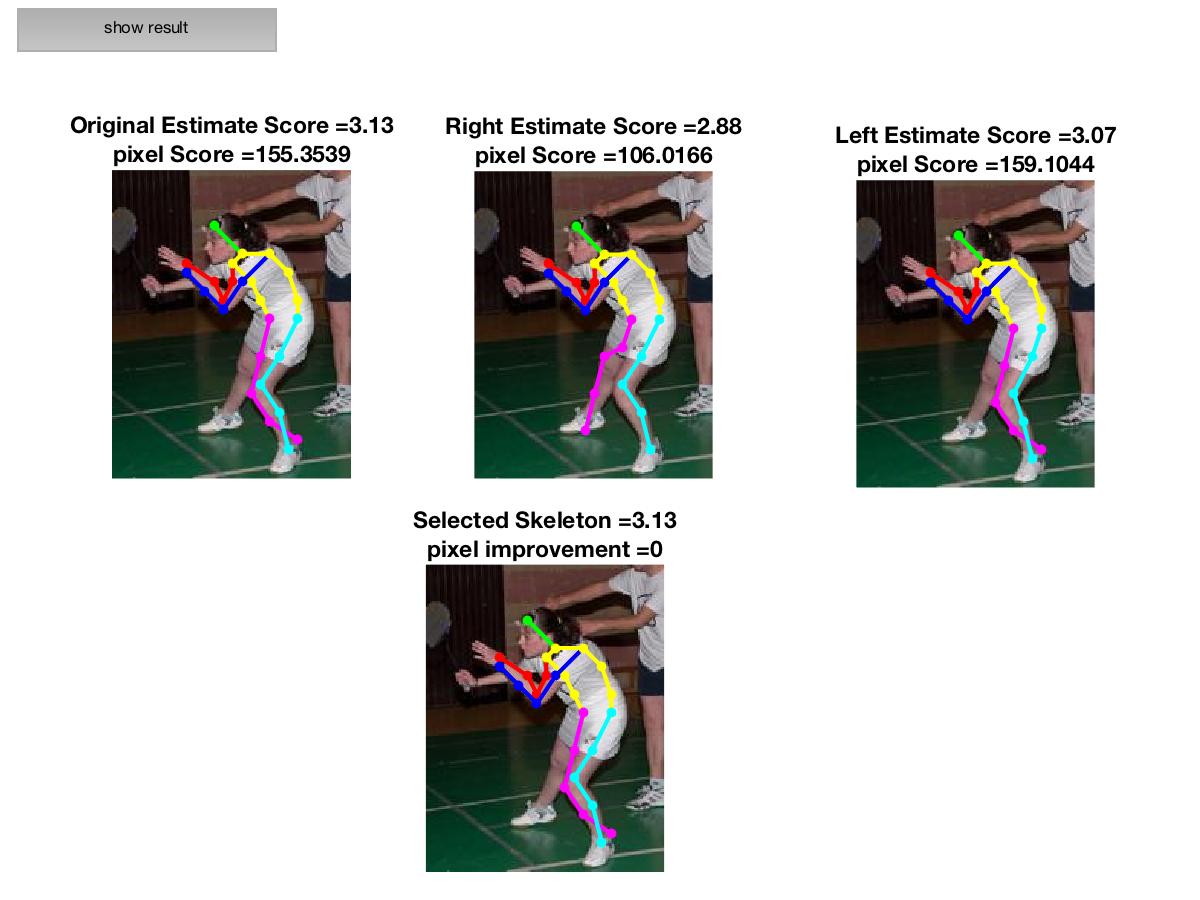 show result
Original Estimate Score =3.13
pixel Score =155.3539
Right Estimate Score =2.88
pixel Score =106.0166
Left Estimate Score =3.07
pixel Score =159.1044
Selected Skeleton =3.13
pixel improvement =0